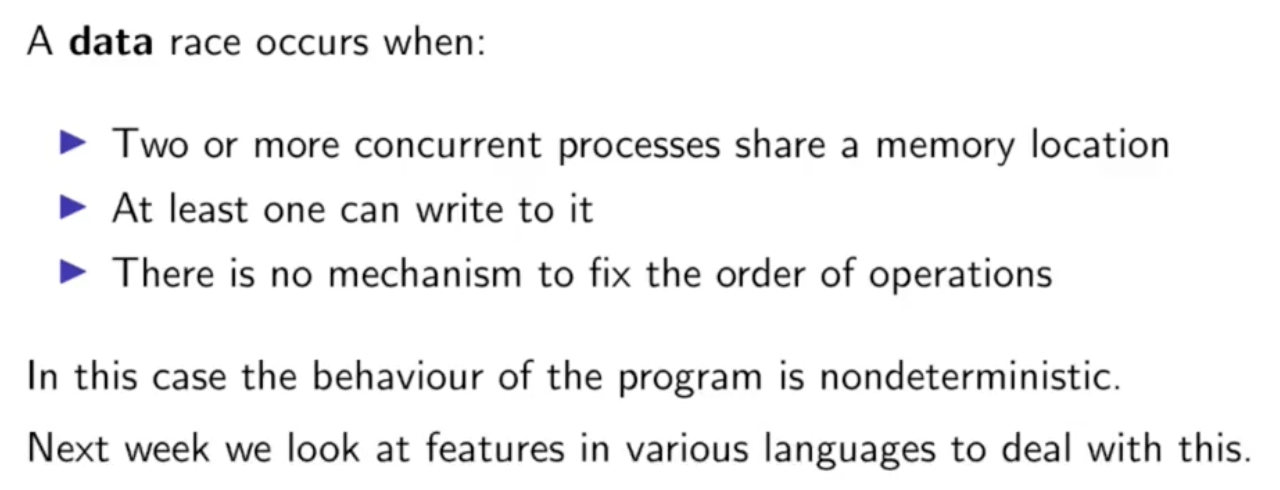 A data race occurs when:
▶ Two or more concurrent processes share a memory location
▶ At least one can write to it
▶ There is no mechanism to fix the order of operations
In this case the behaviour of the program is nondeterministic.
Next week we look at features in various languages to deal with this.